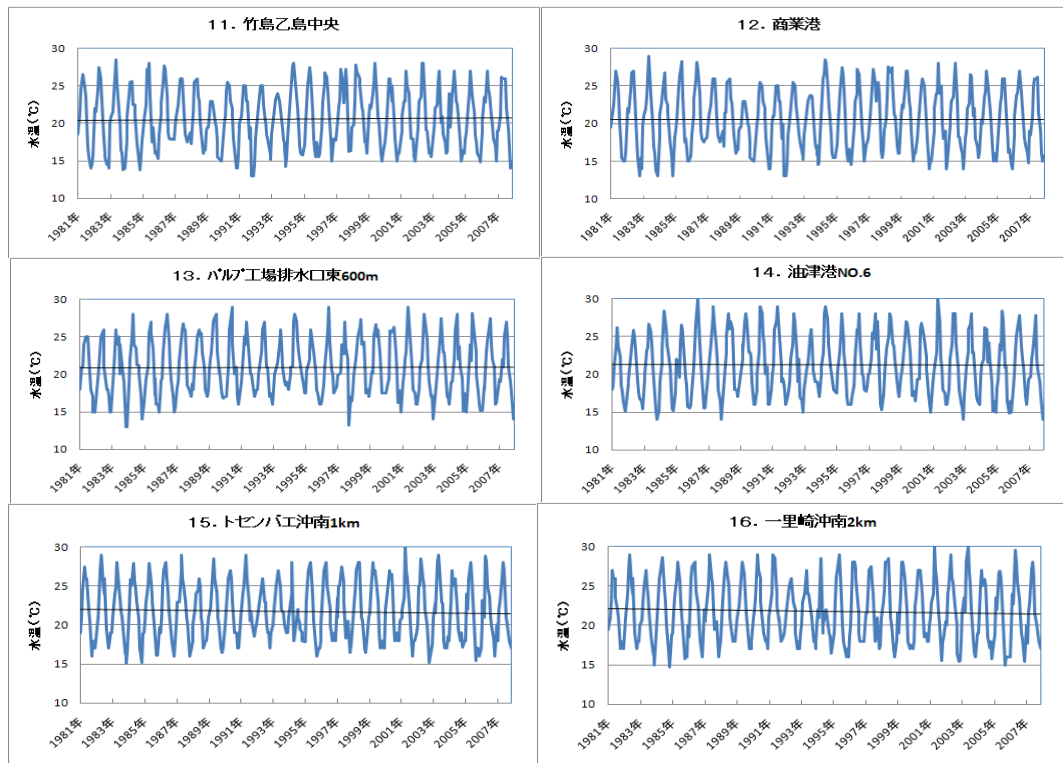 11. 竹島乙島中央
水温(℃)
30
25
20
15
10
1981年
1983年
1985年
1987年
1989年
1991年
1993年
1995年
1997年
1999年
2001年
2003年
2005年
2007年
12. 商業港
水温(℃)
30
25
20
15
10
1981年
1983年
1985年
1987年
1989年
1991年
1993年
1995年
1997年
1999年
2001年
2003年
2005年
2007年
13. パルプ工場排水口東600m
水温(℃)
30
25
20
15
10
1981年
1983年
1985年
1987年
1989年
1991年
1993年
1995年
1997年
1999年
2001年
2003年
2005年
2007年
14. 油津港NO.6
水温(℃)
30
25
20
15
10
1981年
1983年
1985年
1987年
1989年
1991年
1993年
1995年
1997年
1999年
2001年
2003年
2005年
2007年
15. トゼンバエ沖南1km
水温(℃)
30
25
20
15
10
1981年
1983年
1985年
1987年
1989年
1991年
1993年
1995年
1997年
1999年
2001年
2003年
2005年
2007年
16. 一里崎沖南2km
水温(℃)
30
25
20
15
10
1981年
1983年
1985年
1987年
1989年
1991年
1993年
1995年
1997年
1999年
2001年
2003年
2005年
2007年